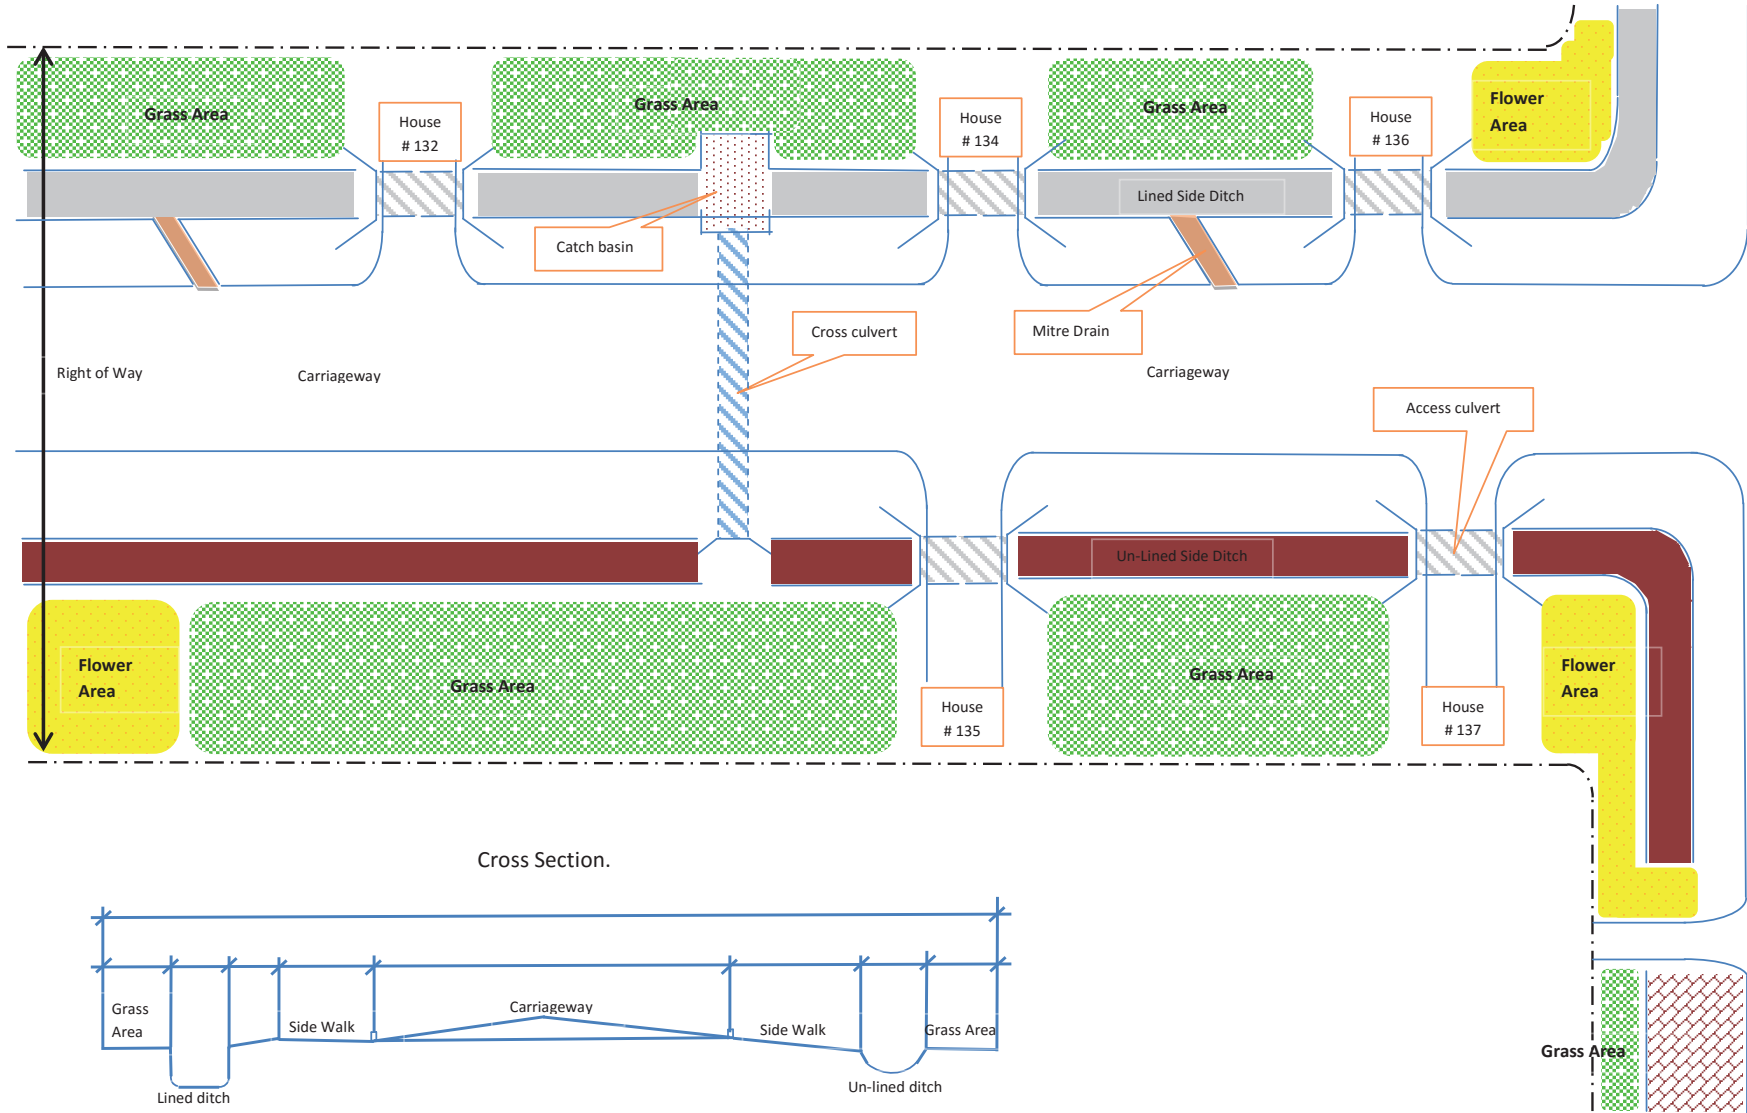 Grass Area
Grass Area
Grass Area
Flower
Area
House
# 132
House
# 134
House
# 136
Lined Side Ditch
Catch basin
Cross culvert
Mitre Drain
Right of Way
Carriageway
Carriageway
Access culvert
Un-Lined Side Ditch
Flower
Area
Grass Area
Grass Area
Flower
Area
House
# 135
House
# 137
Cross Section.
Grass
Area
Side Walk
Carriageway
Side Walk
Grass Area
Lined ditch
Un-lined ditch
Grass Area